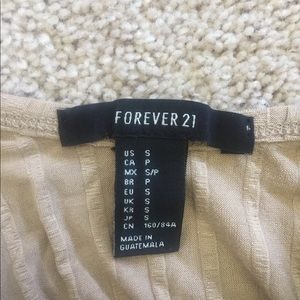 FOREVER 21
US S
CA P
MX S/P
BR P
EU S
UK S
KR S
JP S
CN 160/84A
MADE IN
GUATEMALA